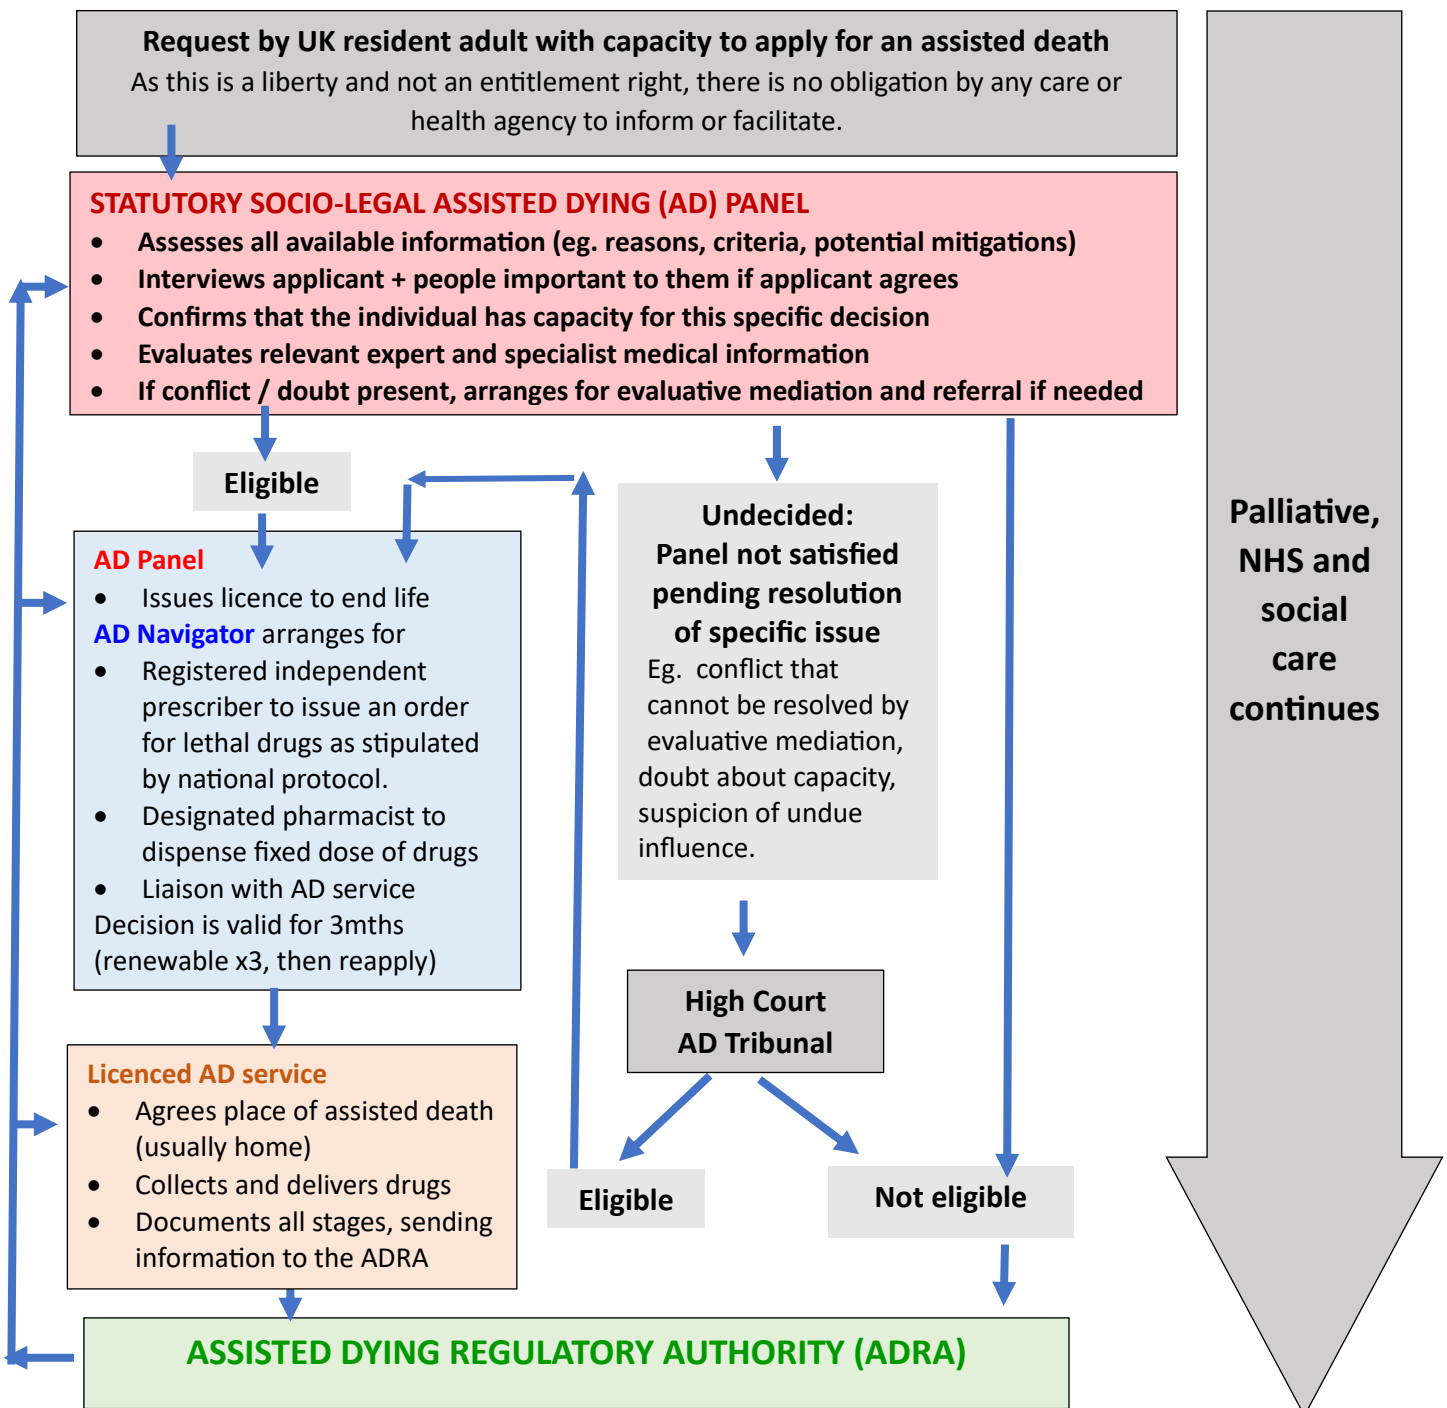 Request by UK resident adult with capacity to apply for an assisted death
As this is a liberty and not an entitlement right, there is no obligation by any care or
health agency to inform or facilitate.
STATUTORY SOCIO-LEGAL ASSISTED DYING (AD) PANEL
• Assesses all available information (eg. reasons, criteria, potential mitigations)
• Interviews applicant + people important to them if applicant agrees
• Confirms that the individual has capacity for this specific decision
• Evaluates relevant expert and specialist medical information
• If conflict / doubt present, arranges for evaluative mediation and referral if needed
Eligible
AD Panel
• Issues licence to end life
AD Navigator arranges for
• Registered independent
prescriber to issue an order
for lethal drugs as stipulated
by national protocol.
• Designated pharmacist to
dispense fixed dose of drugs
• Liaison with AD service
Decision is valid for 3mths
(renewable x3, then reapply)
Undecided:
Panel not satisfied
pending resolution
of specific issue
Eg. conflict that
cannot be resolved by
evaluative mediation,
doubt about capacity,
suspicion of undue
influence.
High Court
AD Tribunal
Eligible
Not eligible
Licenced AD service
• Agrees place of assisted death
(usually home)
• Collects and delivers drugs
• Documents all stages, sending
information to the ADRA
ASSISTED DYING REGULATORY AUTHORITY (ADRA)
Palliative,
NHS and
social
care
continues